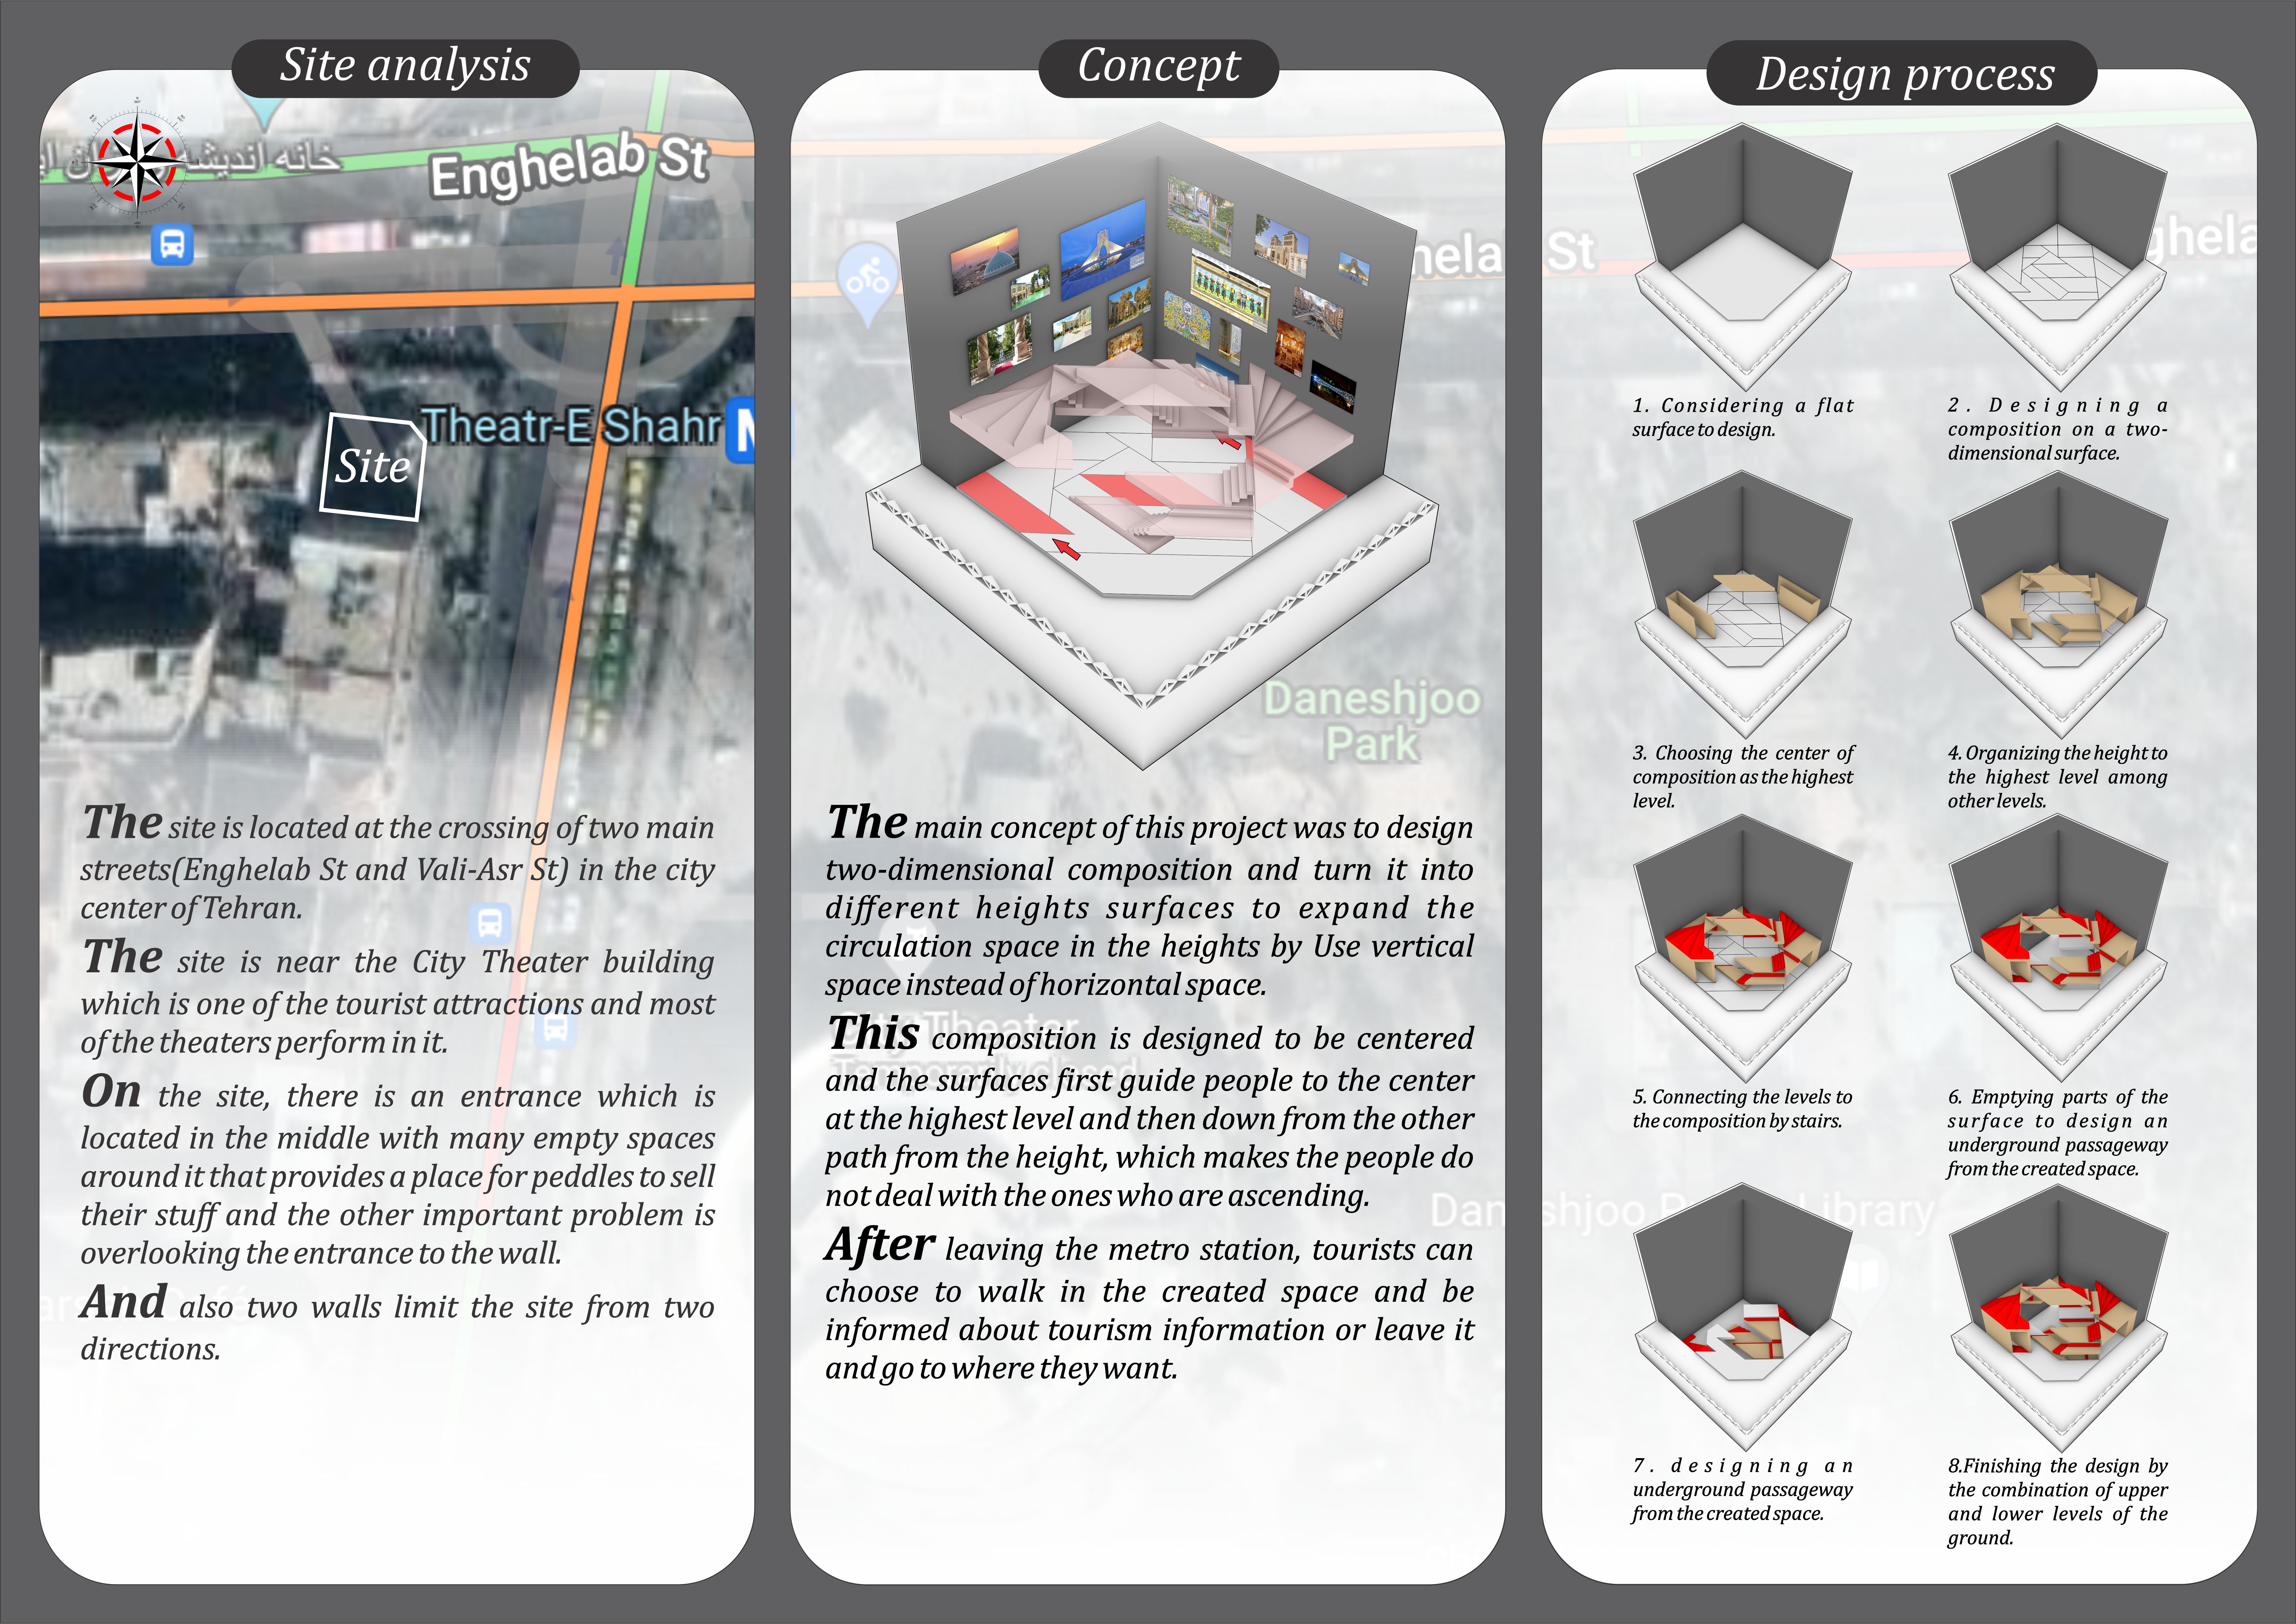 Site analysis
خانه اندیشه
Enghelab St
Theatr-E Shahr
Site
The site is located at the crossing of two main
streets(Enghelab St and Vali-Asr St) in the city
center of Tehran.
The site is near the City Theater building
which is one of the tourist attractions and most
of the theaters perform in it.
On the site, there is an entrance which is
located in the middle with many empty spaces
around it that provides a place for peddles to sell
their stuff and the other important problem is
overlooking the entrance to the wall.
And also two walls limit the site from two
directions.
Concept
St
Daneshjoo
Park
The main concept of this project was to design
two-dimensional composition and turn it into
different heights surfaces to expand the
circulation space in the heights by Use vertical
space instead of horizontal space.
City Theater
Temporarily closed
This composition is designed to be centered
and the surfaces first guide people to the center
at the highest level and then down from the other
path from the height, which makes the people do
not deal with the ones who are ascending.
After leaving the metro station, tourists can
choose to walk in the created space and be
informed about tourism information or leave it
and go to where they want.
Design process
1. Considering a flat
surface to design.
2. Designing a
composition on a two-
dimensional surface.
3. Choosing the center of
composition as the highest
level.
4. Organizing the height to
the highest level among
other levels.
5. Connecting the levels to
the composition by stairs.
6. Emptying parts of the
surface to design an
underground passageway
from the created space.
7. designing an
underground passageway
from the created space.
8.Finishing the design by
the combination of upper
and lower levels of the
ground.